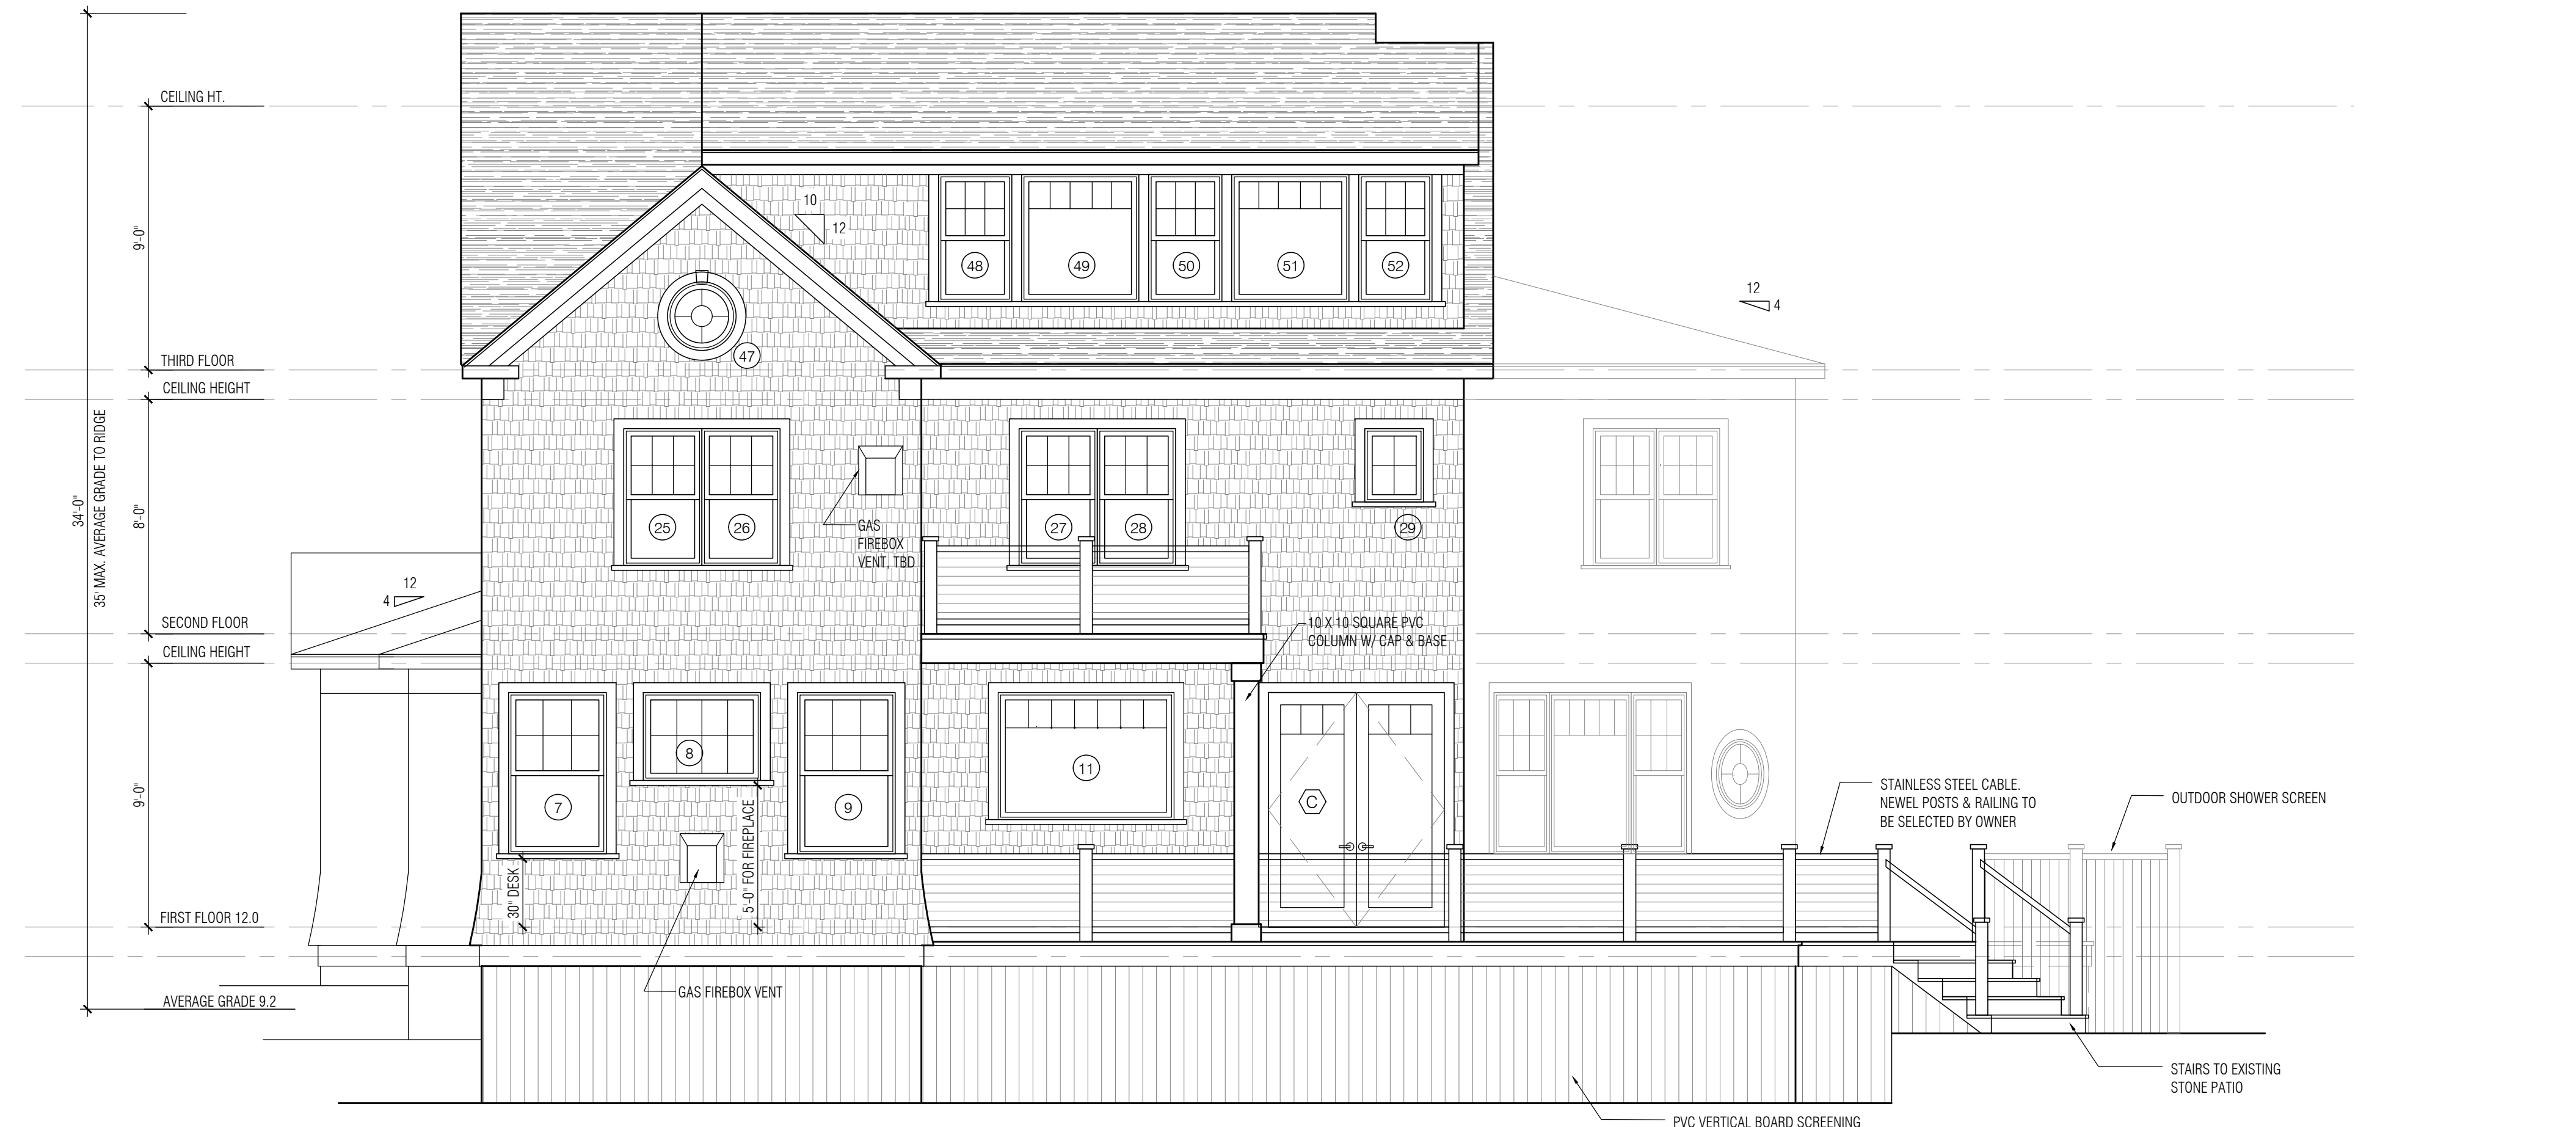 CEILING HT.
9'-0"
10
12
48
49
50
51
52
12
4
47
THIRD FLOOR
CEILING HEIGHT
34'-0"
35' MAX. AVERAGE GRADE TO RIDGE
8'-0"
25
26
GAS
FIREBOX
VENT, TBD
27
28
29
12
4
SECOND FLOOR
CEILING HEIGHT
10 X 10 SQUARE PVC
COLUMN W/ CAP & BASE
9'-0"
7
8
9
11
C
30" DESK
5'-0" FOR FIREPLACE
STAINLESS STEEL CABLE.
NEWEL POSTS & RAILING TO
BE SELECTED BY OWNER
OUTDOOR SHOWER SCREEN
FIRST FLOOR 12.0
GAS FIREBOX VENT
AVERAGE GRADE 9.2
STAIRS TO EXISTING
STONE PATIO
PVC VERTICAL BOARD SCREENING